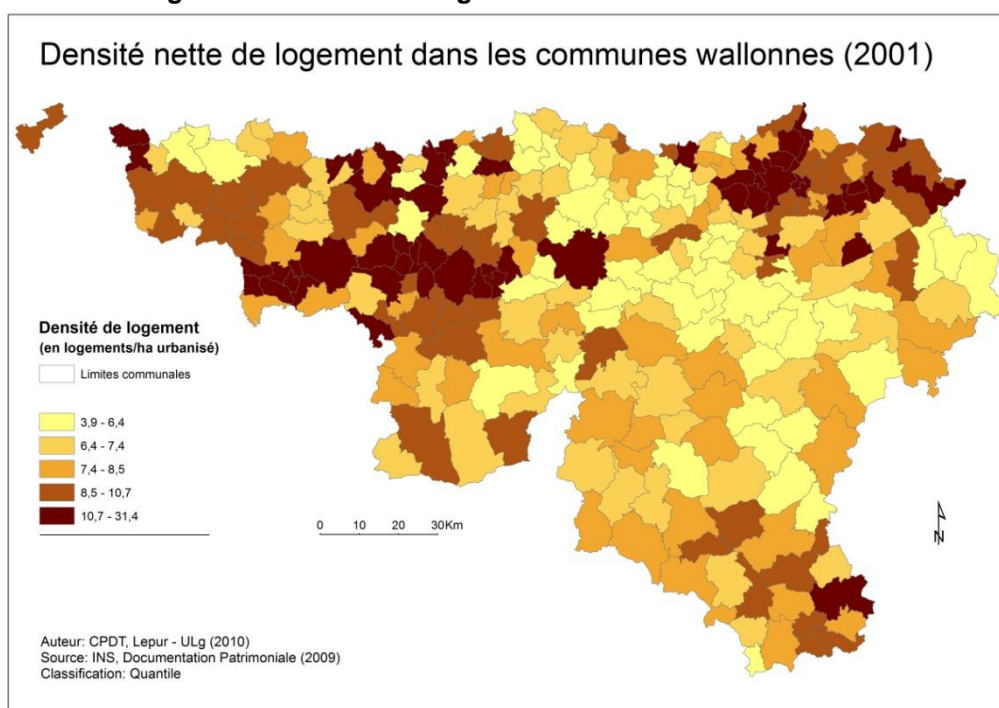 Densité nette de logement dans les communes wallonnes (2001)
Densité de logement
(en logements/ha urbanisé)
Limites communales
3,9 - 6,4
6,4 - 7,4
7,4 - 8,5
8,5 - 10,7
10,7 - 31,4
0 10 20 30Km
N
Auteur: CPDT, Lepur - ULg (2010)
Source: INS, Documentation Patrimoniale (2009)
Classification: Quantile